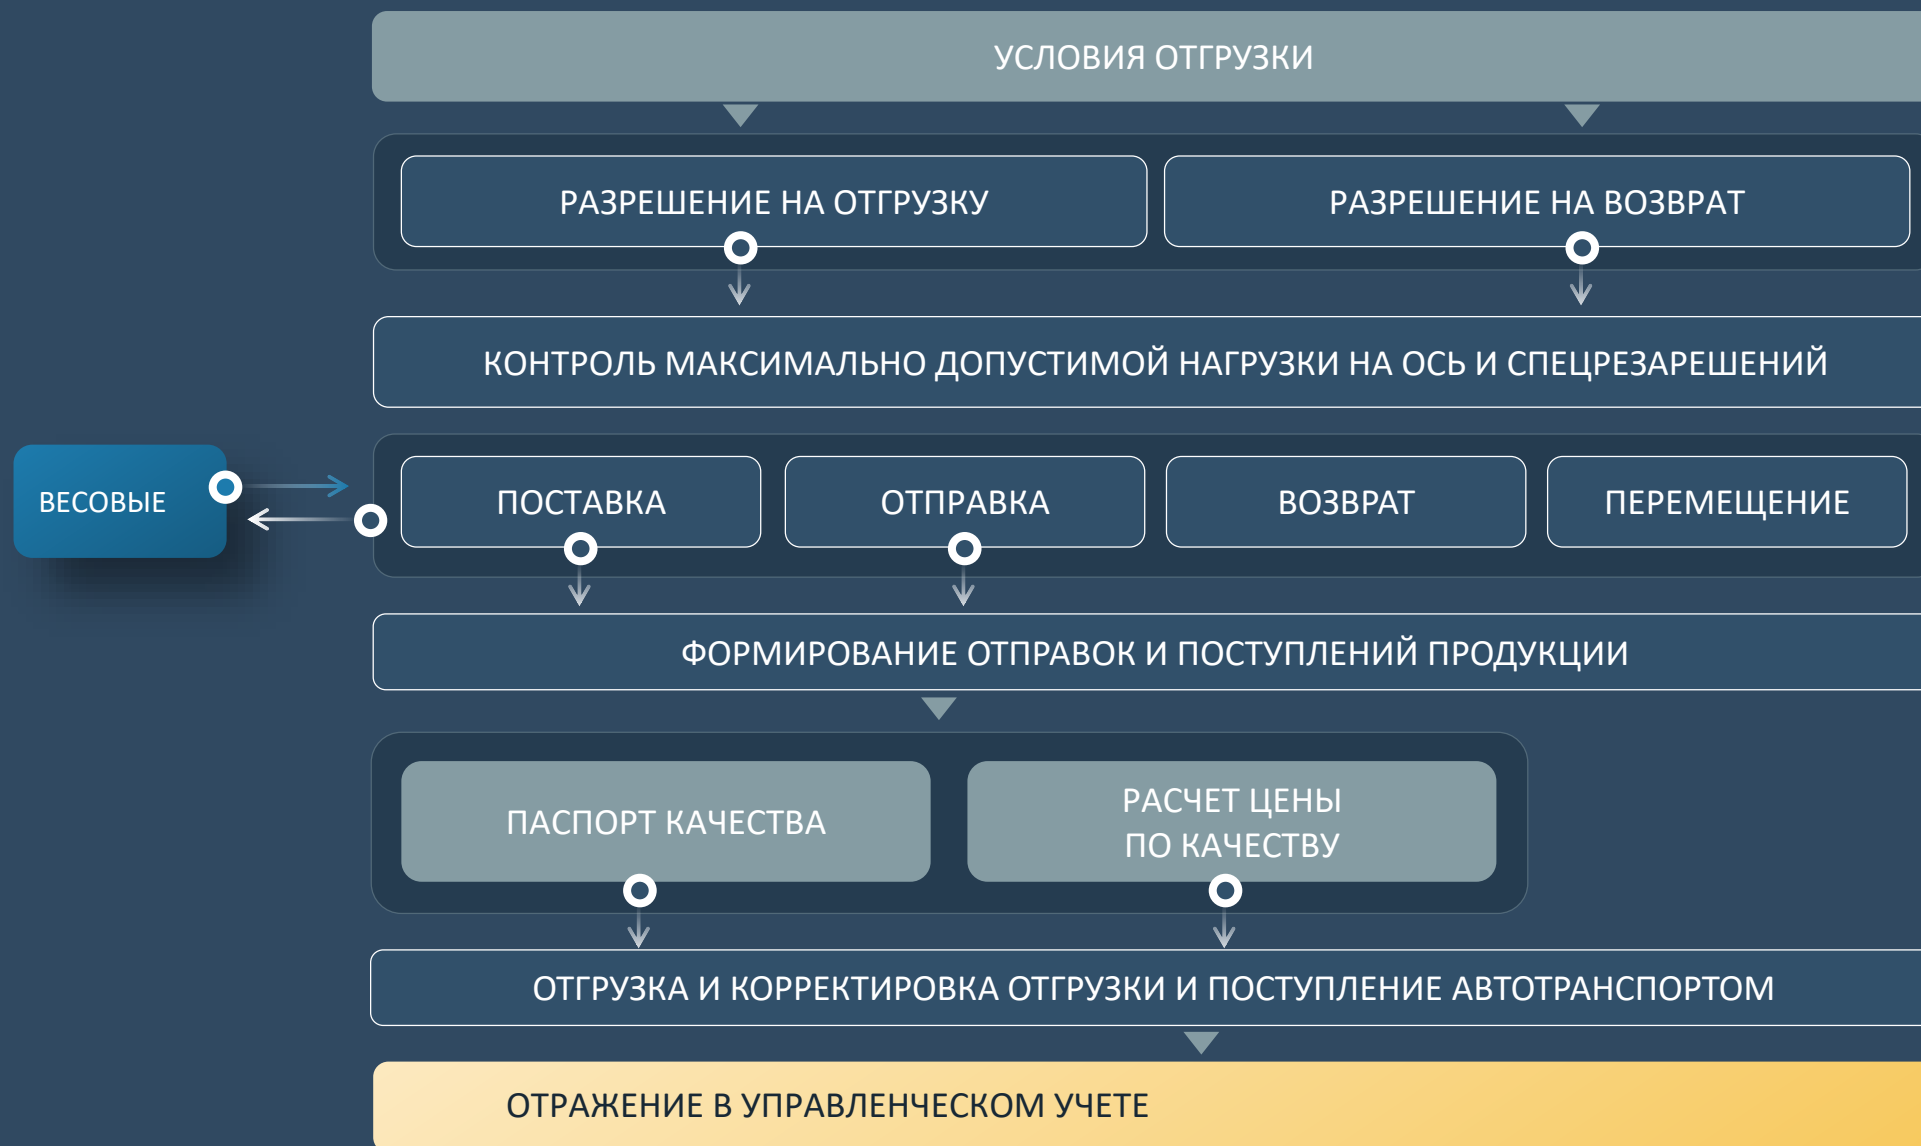 УСЛОВИЯ ОТГРУЗКИ
РАЗРЕШЕНИЕ НА ОТГРУЗКУ
РАЗРЕШЕНИЕ НА ВОЗВРАТ
КОНТРОЛЬ МАКСИМАЛЬНО ДОПУСТИМОЙ НАГРУЗКИ НА ОСЬ И СПЕЦРЕЗАРЕШЕНИЙ
ВЕСОВЫЕ
ПОСТАВКА
ОТПРАВКА
ВОЗВРАТ
ПЕРЕМЕЩЕНИЕ
ФОРМИРОВАНИЕ ОТПРАВОК И ПОСТУПЛЕНИЙ ПРОДУКЦИИ
ПАСПОРТ КАЧЕСТВА
РАСЧЕТ ЦЕНЫ
ПО КАЧЕСТВУ
ОТГРУЗКА И КОРРЕКТИРОВКА ОТГРУЗКИ И ПОСТУПЛЕНИЕ АВТОТРАНСПОРТОМ
ОТРАЖЕНИЕ В УПРАВЛЕНЧЕСКОМ УЧЕТЕ